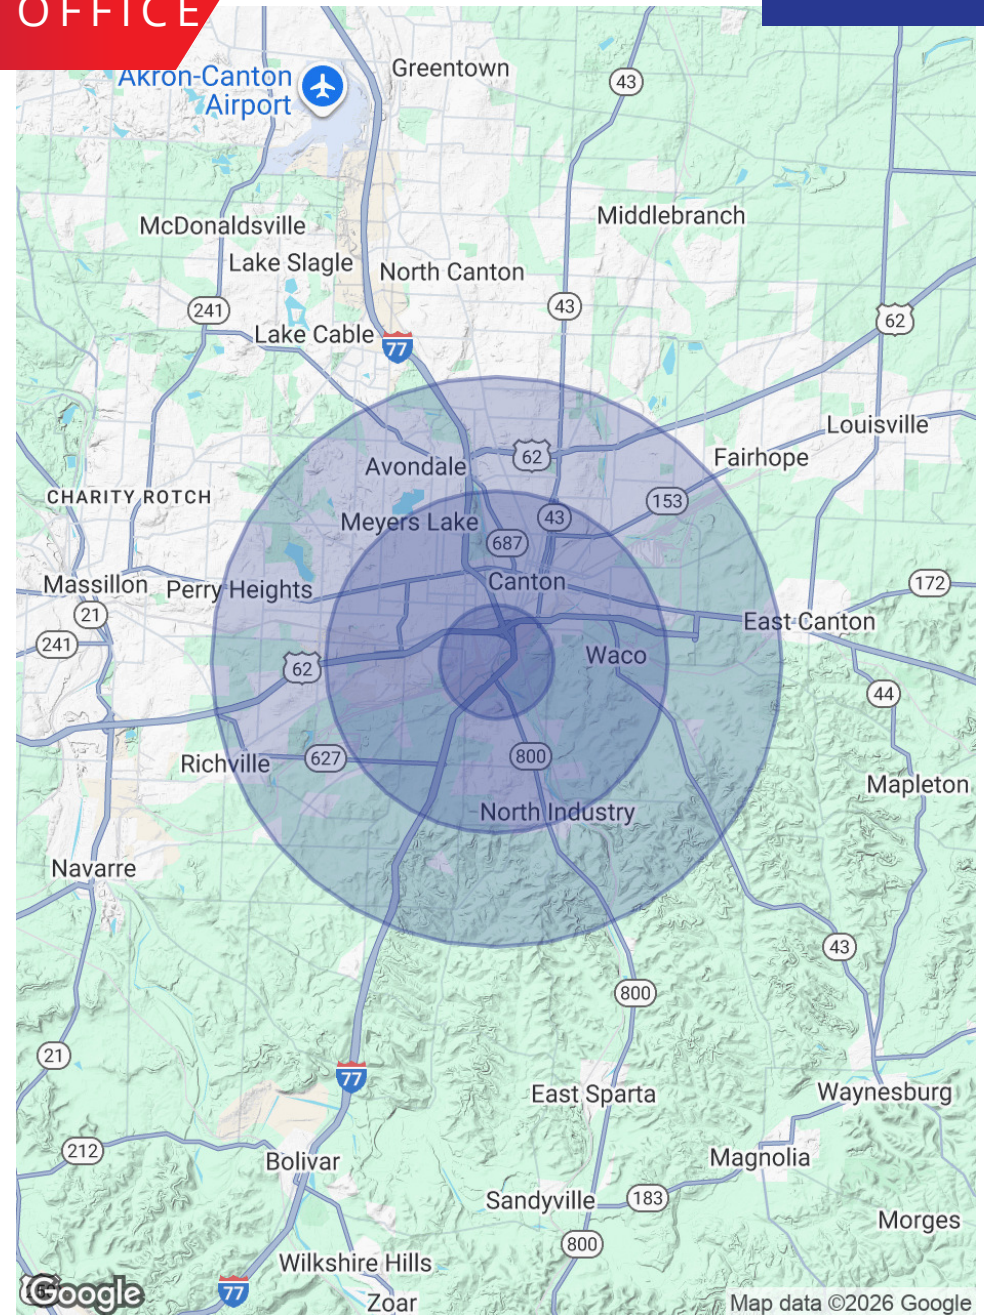 OFFICE
Akron-Canton
Airport
Greentown
43
McDonaldsville
Middlebranch
Lake Slagle
North Canton
241
43
62
Lake Cable
77
Louisville
Avondale
62
Fairhope
CHARITY ROTCH
153
Meyers Lake
43
687
Massillon
Perry Heights
Canton
172
21
East Canton
241
62
Waco
44
Richville
627
800
Mapleton
North Industry
Navarre
43
800
21
77
East Sparta
Waynesburg
212
Bolivar
Magnolia
Sandyville
183
Morges
800
Wilkshire Hills
77
Google
Zoar
Map data ©2026 Google